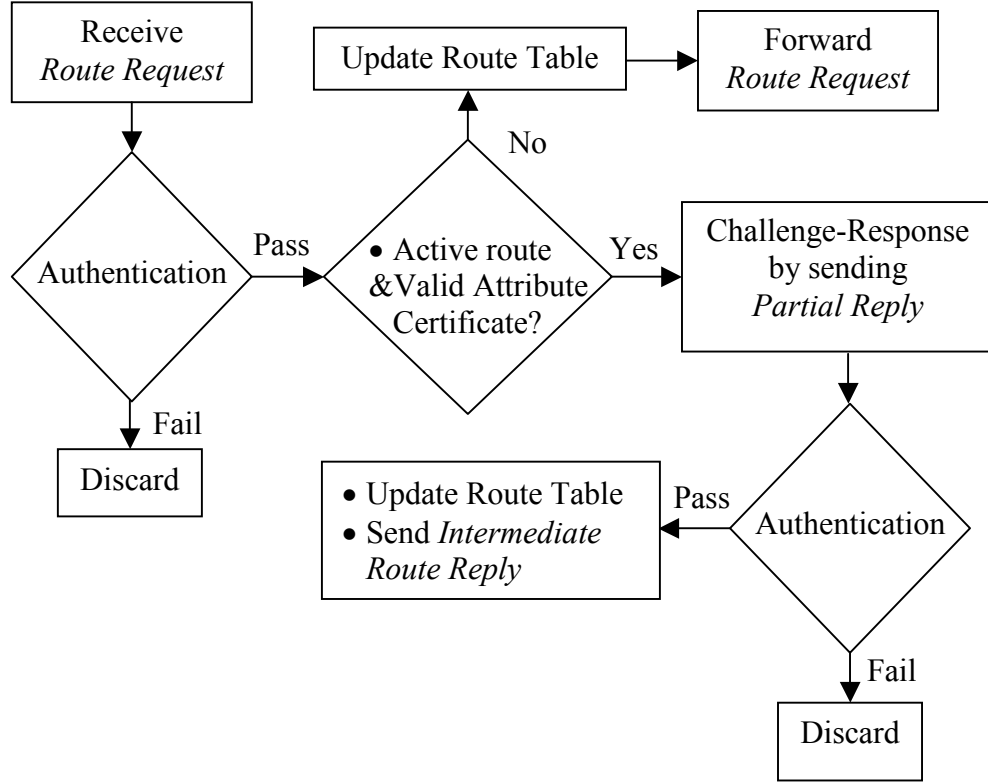 Receive
Route Request
Update Route Table
Forward
Route Request
No
Authentication
Pass
• Active route
&Valid Attribute
Certificate?
Yes
Challenge-Response
by sending
Partial Reply
Fail
Discard
• Update Route Table
• Send Intermediate
Route Reply
Pass
Authentication
Fail
Discard